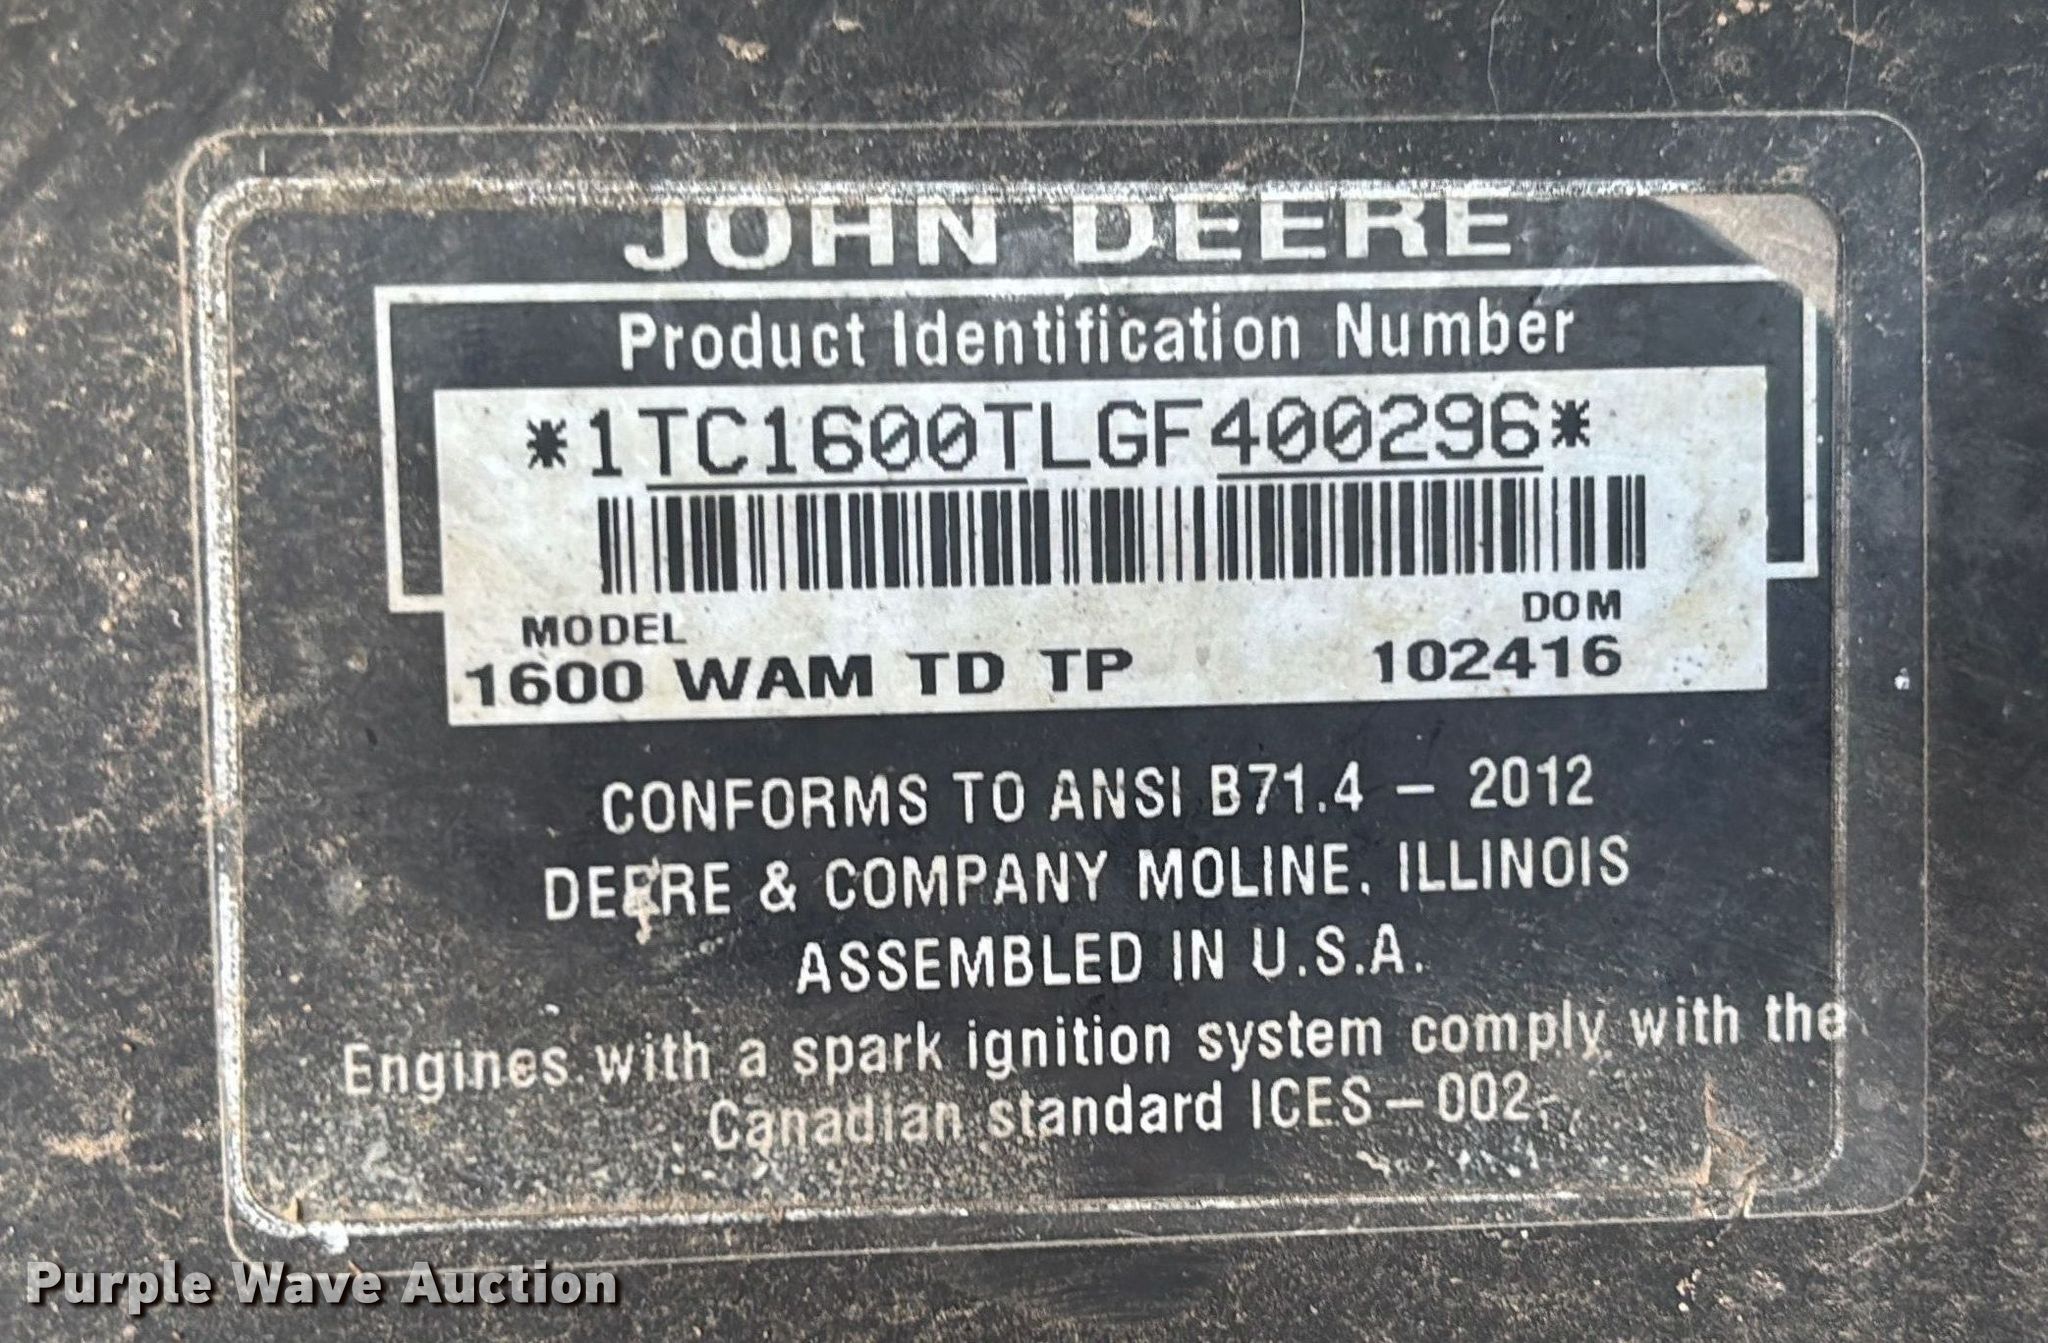 JOHN DEERE
Product Identification Number
*1TC1600TLGF400296*
MODEL DOM
1600 WAM TD TP 102416
CONFORMS TO ANSI B71.4 – 2012
DEERE & COMPANY MOLINE, ILLINOIS
ASSEMBLED IN U.S.A.
Engines with a spark ignition system comply with the
Canadian standard ICES–002.
Purple Wave Auction